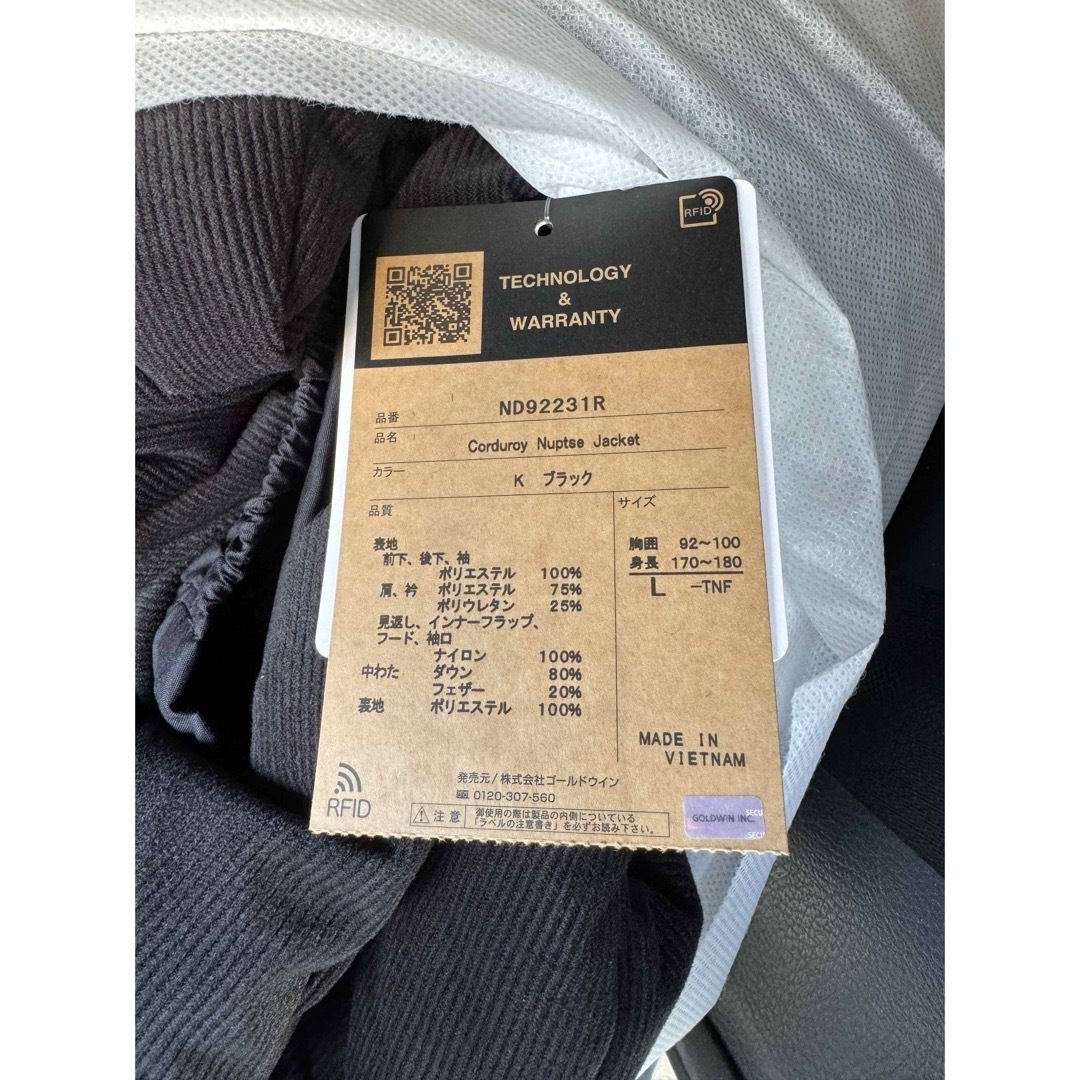 RFID
TECHNOLOGY
&
WARRANTY
品番 ND92231R
品名 Corduroy Nuptse Jacket
カラー K ブラック
品質
表地
前下、後下、袖
ポリエステル 100%
肩、衿 ポリエステル 75%
ポリウレタン 25%
見返し、インナーフラップ、
フード、袖口
ナイロン 100%
中わた ダウン 80%
フェザー 20%
裏地 ポリエステル 100%
サイズ
胸囲 92〜100
身長 170〜180
L -TNF
MADE IN
VIETNAM
RFID
発売元/株式会社ゴールドウイン
0120-307-560
注意 御使用の際は製品の内側についている
「ラベルの注意書き」を必ずお読み下さい。
GOLDWIN INC.
SECU
SECU